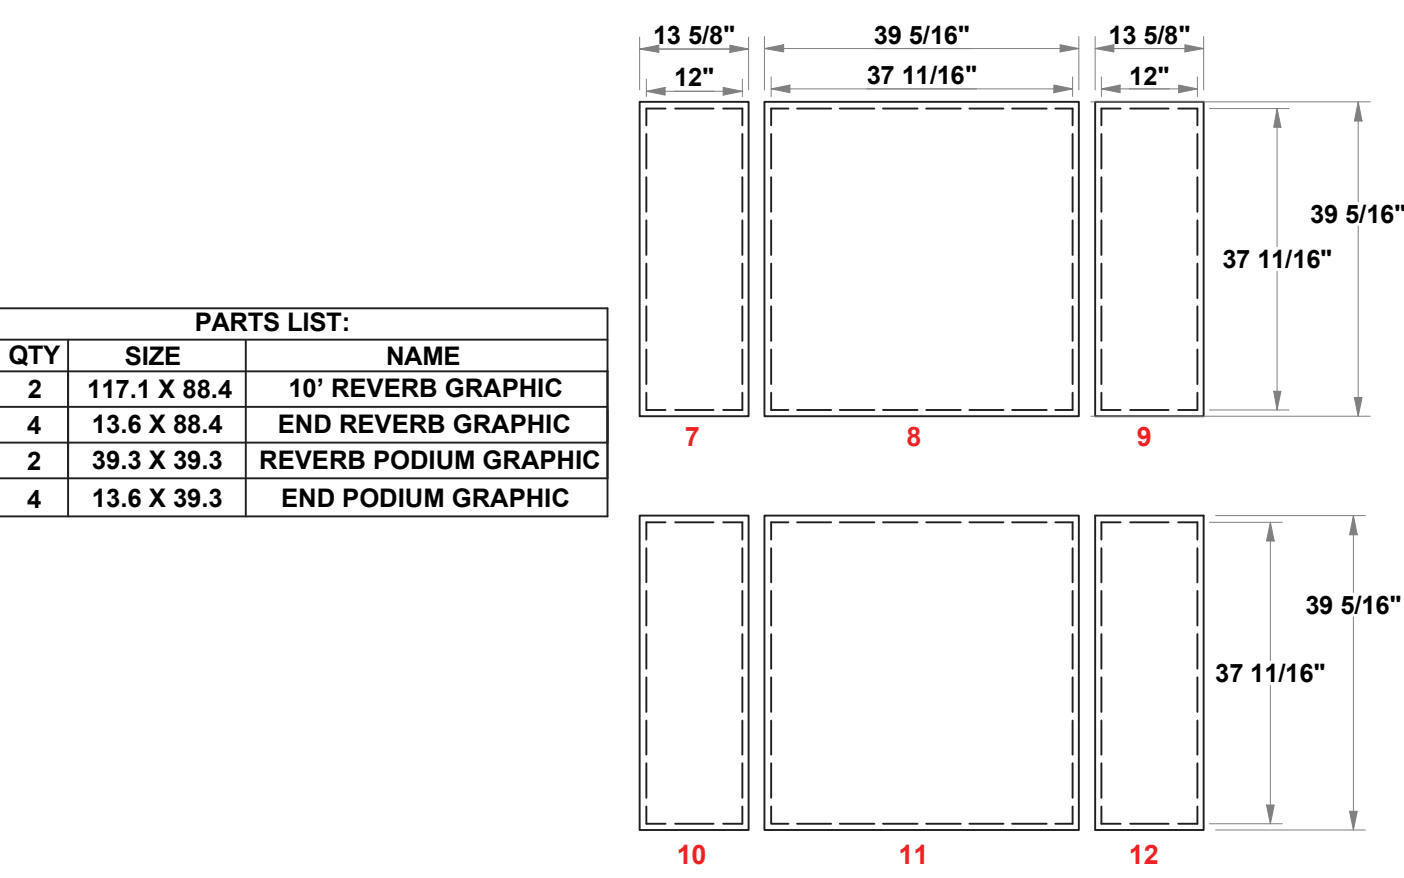 13 5/8" 39 5/16" 13 5/8"
12" 37 11/16" 12"
39 5/16"
37 11/16"
PARTS LIST:
QTY SIZE NAME
2 117.1 X 88.4 10’ REVERB GRAPHIC
4 13.6 X 88.4 END REVERB GRAPHIC
2 39.3 X 39.3 REVERB PODIUM GRAPHIC
4 13.6 X 39.3 END PODIUM GRAPHIC
7 8 9
39 5/16"
37 11/16"
10 11 12